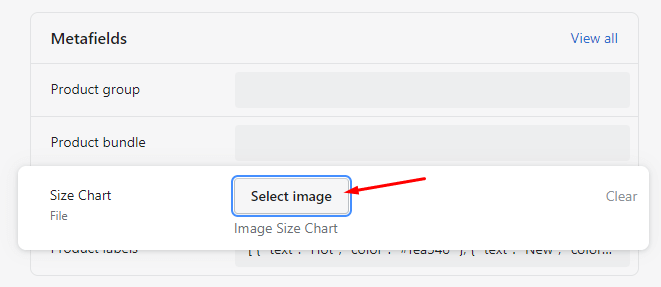 Metafields View all
Product group
Product bundle
Size Chart Select image Clear
File
Image Size Chart
Product labels [ { "text": "Hot", "color": }, { "text": "New", "color...